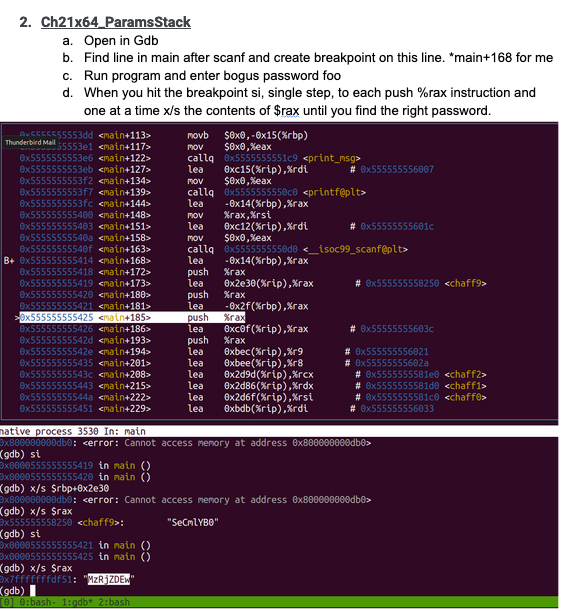 2. Ch21x64_ParamsStack
a. Open in Gdb
b. Find line in main after scanf and create breakpoint on this line. *main+168 for me
c. Run program and enter bogus password foo
d. When you hit the breakpoint si, single step, to each push %rax instruction and
one at a time x/s the contents of $rax until you find the right password.
0x5555555553dd <main+113> movb $0x0,-0x15(%rbp)
Thunderbird Mail
5553e1 <main+117> mov $0x0,%eax
0x5555555553e6 <main+122> callq 0x5555555551c9 <print_msg>
0x5555555553eb <main+127> lea 0xc15(%rip),%rdi # 0x555555556007
0x5555555553f2 <main+134> mov $0x0,%eax
0x5555555553f7 <main+139> callq 0x5555555550c0 <printf@plt>
0x5555555553fc <main+144> lea -0x14(%rbp),%rax
0x555555555400 <main+148> mov %rax,%rsi
0x555555555403 <main+151> lea 0xc12(%rip),%rdi # 0x55555555601c
0x55555555540a <main+158> mov $0x0,%eax
0x55555555540f <main+163> callq 0x5555555550d0 <__isoc99_scanf@plt>
B+ 0x555555555414 <main+168> lea -0x14(%rbp),%rax
0x555555555418 <main+172> push %rax
0x555555555419 <main+173> lea 0x2e30(%rip),%rax # 0x555555558250 <chaff9>
0x555555555420 <main+180> push %rax
0x555555555421 <main+181> lea -0x2f(%rbp),%rax
>0x555555555425 <main+185> push %rax
0x555555555426 <main+186> lea 0xc0f(%rip),%rax # 0x55555555603c
0x55555555542d <main+193> push %rax
0x55555555542e <main+194> lea 0xbec(%rip),%r9 # 0x555555556021
0x555555555435 <main+201> lea 0xbee(%rip),%r8 # 0x55555555602a
0x55555555543c <main+208> lea 0x2d9d(%rip),%rcx # 0x5555555581e0 <chaff2>
0x555555555443 <main+215> lea 0x2d86(%rip),%rdx # 0x5555555581d0 <chaff1>
0x55555555544a <main+222> lea 0x2d6f(%rip),%rsi # 0x5555555581c0 <chaff0>
0x555555555451 <main+229> lea 0xbdb(%rip),%rdi # 0x555555556033
native process 3530 In: main
0x800000000db0: <error: Cannot access memory at address 0x800000000db0>
(gdb) si
0x0000555555555419 in main ()
0x0000555555555420 in main ()
(gdb) x/s $rbp+0x2e30
0x800000000db0: <error: Cannot access memory at address 0x800000000db0>
(gdb) x/s $rax
0x555555558250 <chaff9>: "SeCmlYB0"
(gdb) si
0x0000555555555421 in main ()
0x0000555555555425 in main ()
(gdb) x/s $rax
0x7fffffffdf51: "MzRjZDEw"
(gdb)
[0] 0:bash- 1:gdb* 2:bash